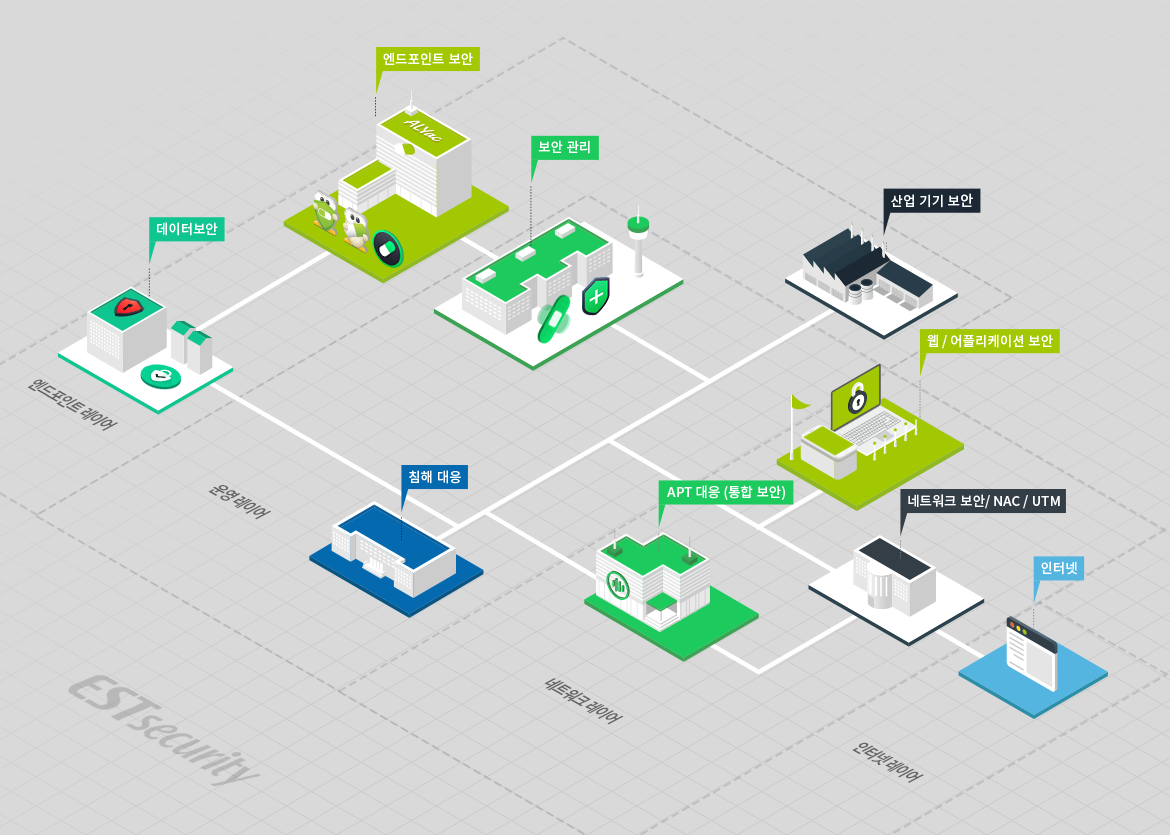 엔드포인트 보안
ALYac
보안 관리
산업 기기 보안
데이터보안
웹 / 어플리케이션 보안
엔드포인트 레이어
침해 대응
APT 대응 (통합 보안)
운영 레이어
네트워크 보안/ NAC / UTM
인터넷
네트워크 레이어
ESTsecurity
인터넷 레이어